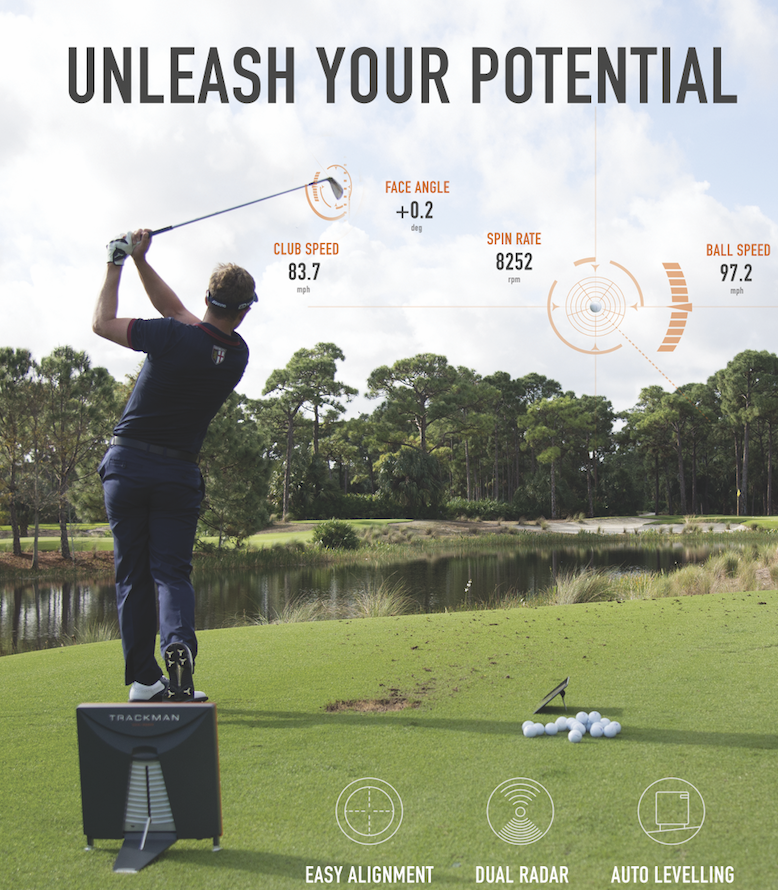 UNLEASH YOUR POTENTIAL
FACE ANGLE
+0.2
deg
CLUB SPEED
83.7
mph
SPIN RATE
8252
rpm
BALL SPEED
97.2
mph
TRACKMAN
EASY ALIGNMENT
DUAL RADAR
AUTO LEVELLING